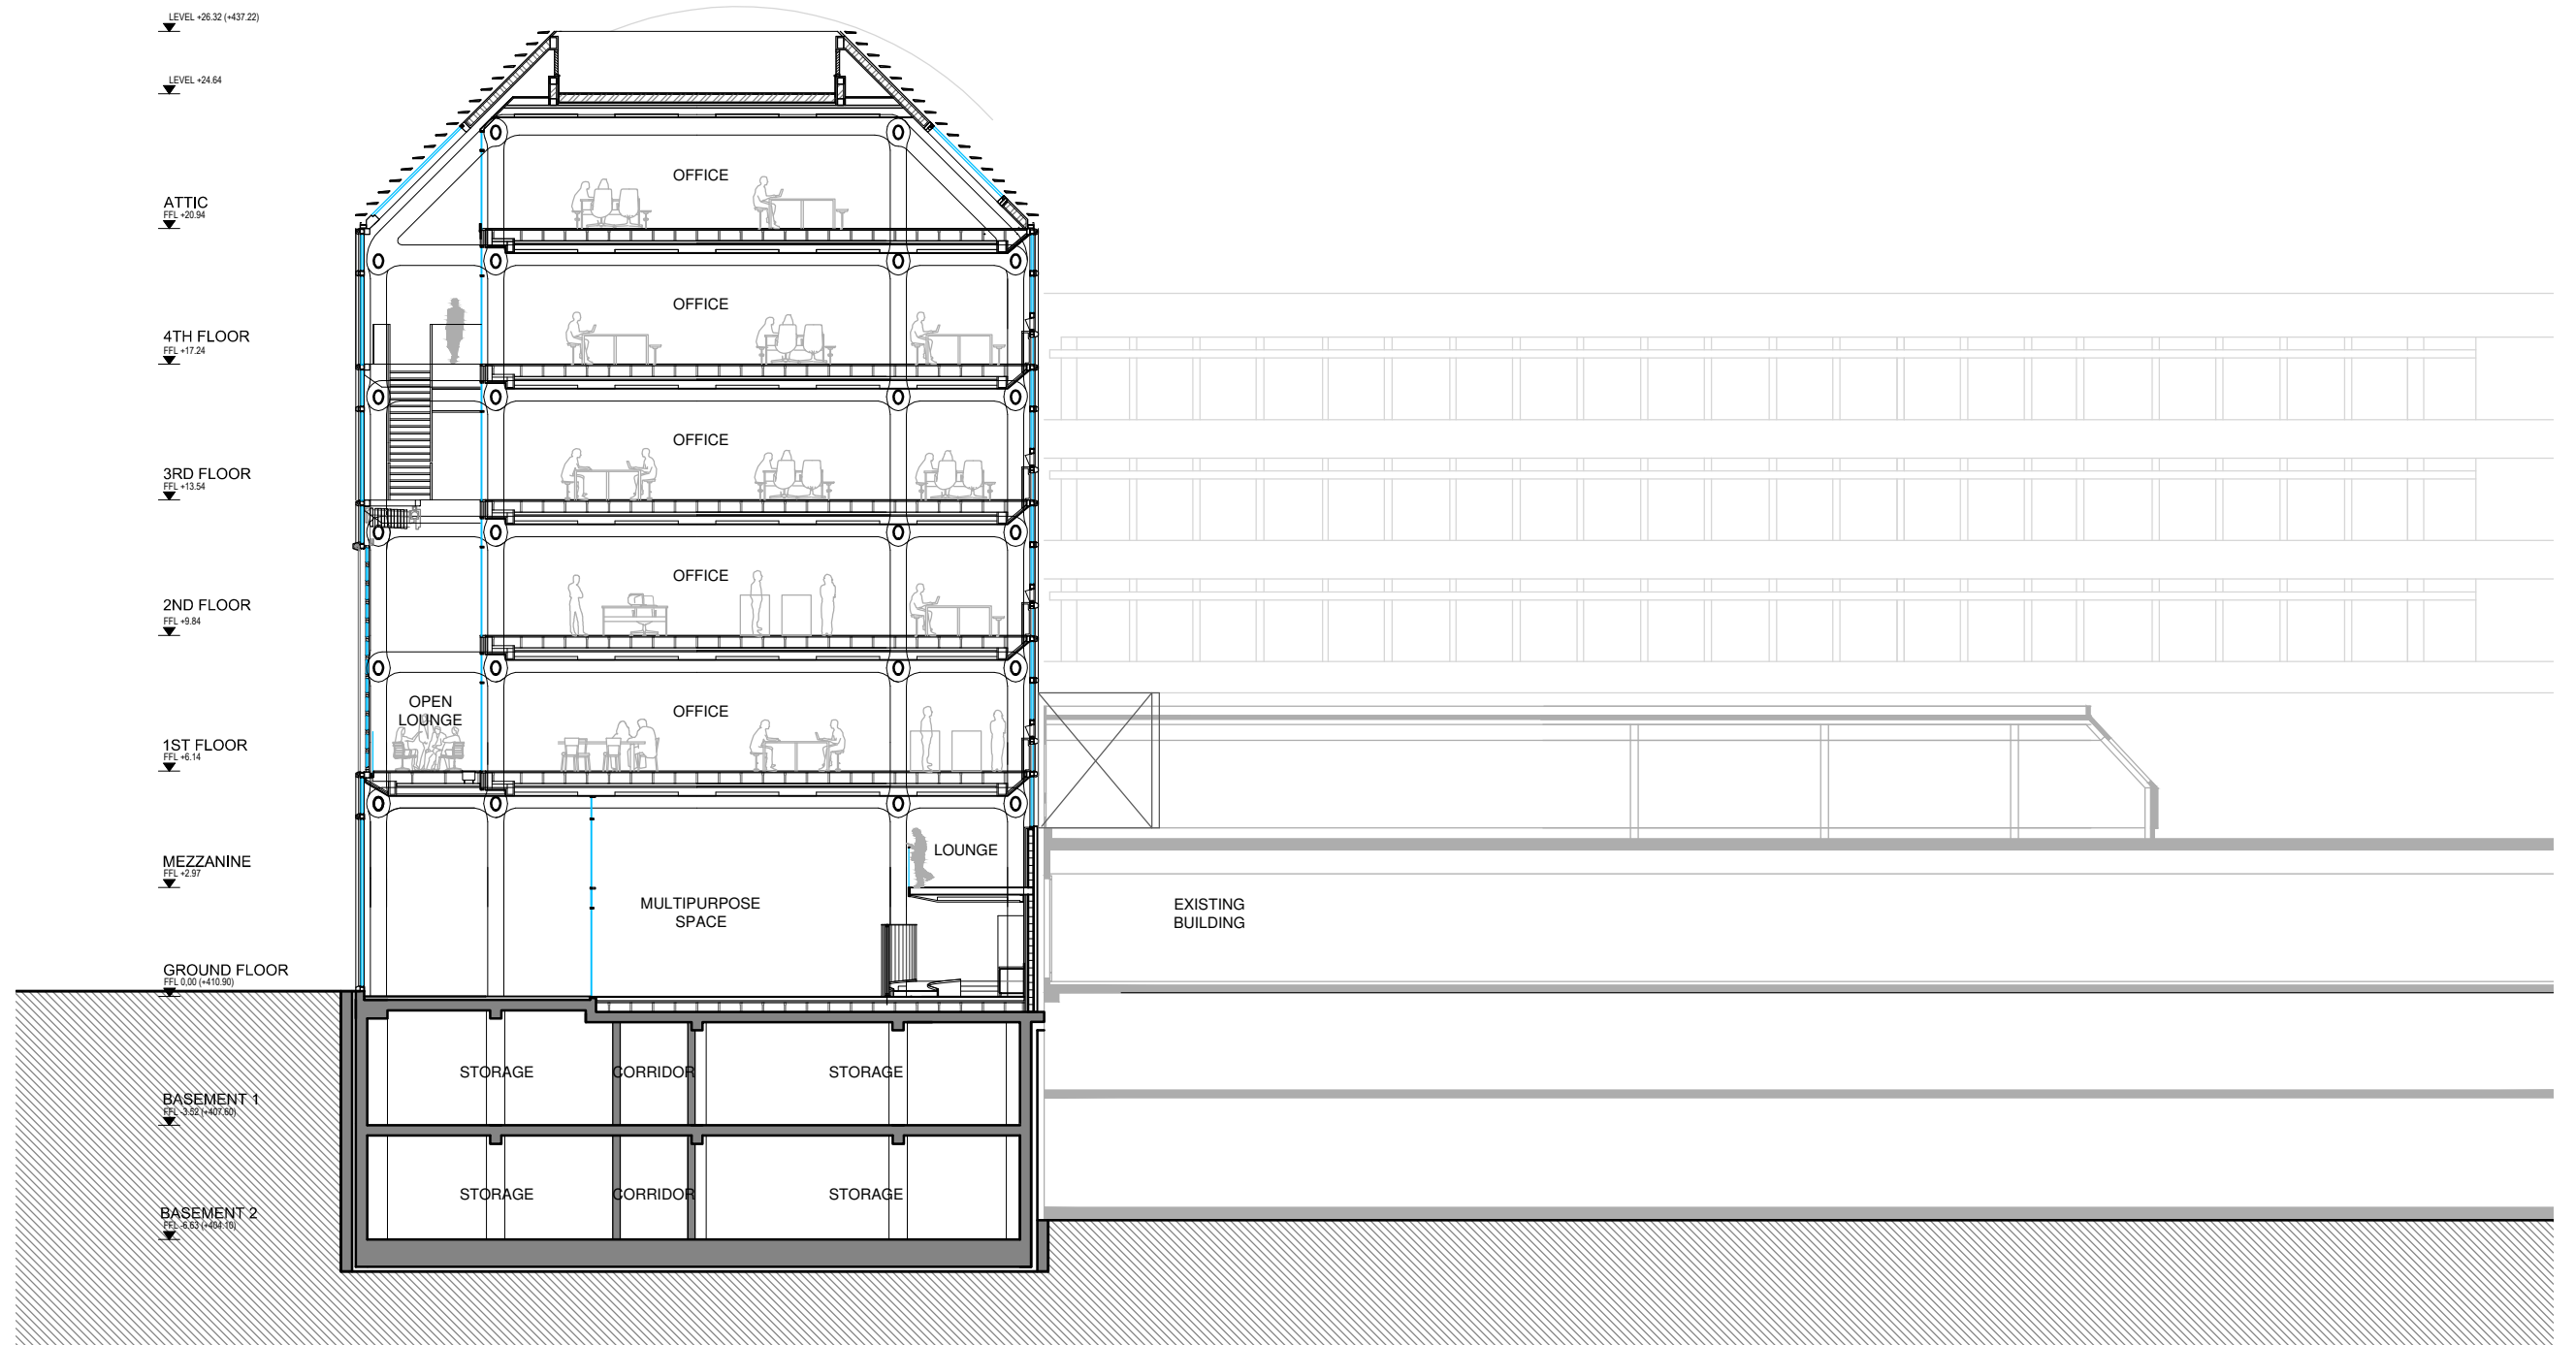 LEVEL +26.32 (+437.22)
LEVEL +24.64
OFFICE
ATTIC
FFL +20.94
OFFICE
4TH FLOOR
FFL +17.24
OFFICE
3RD FLOOR
FFL +13.54
OFFICE
2ND FLOOR
FFL +9.84
OPEN
LOUNGE
OFFICE
1ST FLOOR
FFL +6.14
LOUNGE
MEZZANINE
FFL +2.97
MULTIPURPOSE
SPACE
EXISTING
BUILDING
GROUND FLOOR
FFL 0,00 (+410.90)
STORAGE
CORRIDOR
STORAGE
BASEMENT 1
FFL -3.52 (+407.60)
STORAGE
CORRIDOR
STORAGE
BASEMENT 2
FFL -6.63 (+404.10)